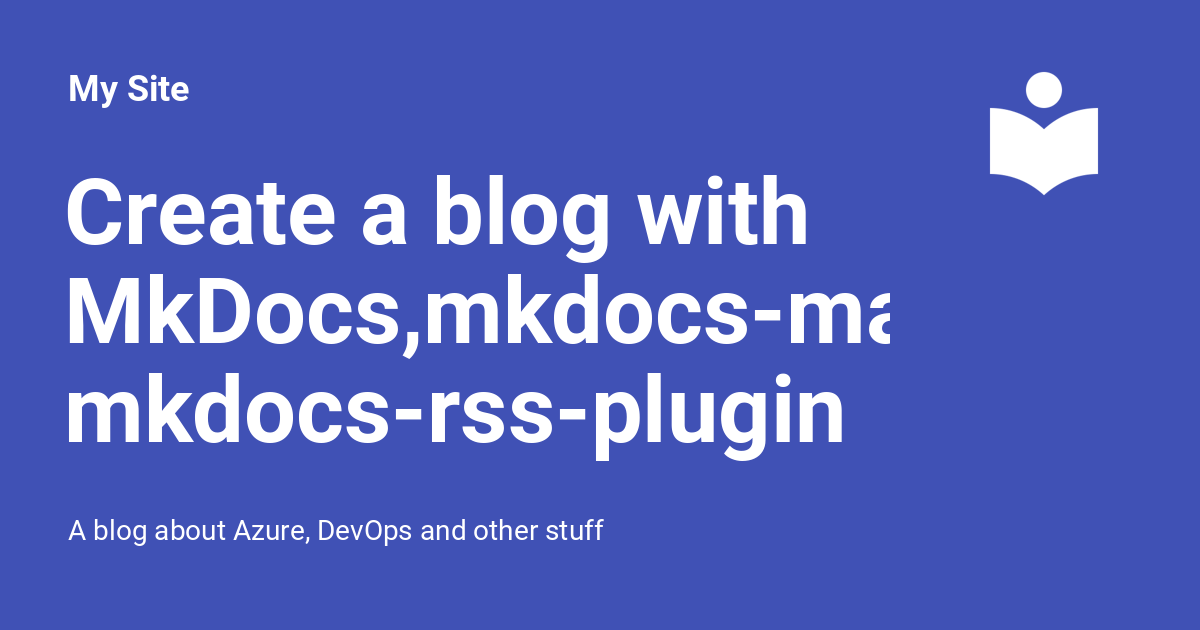 My Site
Create a blog with
MkDocs,mkdocs-ma
mkdocs-rss-plugin
A blog about Azure, DevOps and other stuff